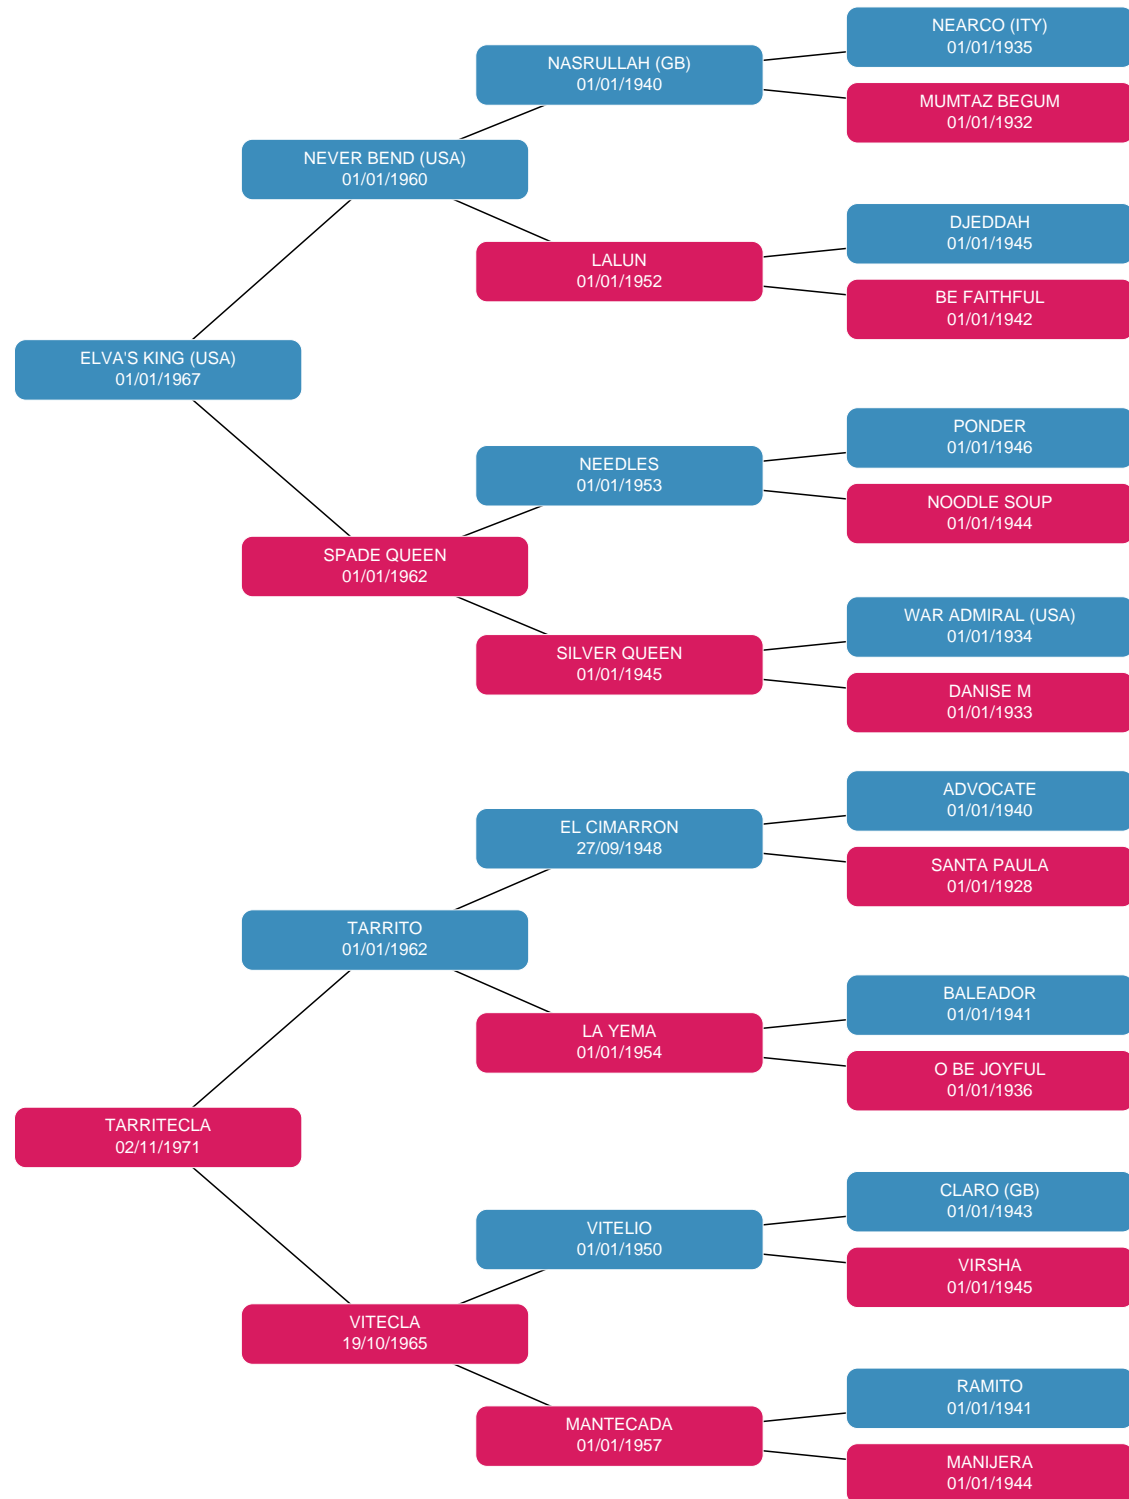 NEARCO (ITY)
01/01/1935
NASRULLAH (GB)
01/01/1940
MUMTAZ BEGUM
01/01/1932
NEVER BEND (USA)
01/01/1960
DJEDDAH
01/01/1945
LALUN
01/01/1952
BE FAITHFUL
01/01/1942
ELVA'S KING (USA)
01/01/1967
PONDER
01/01/1946
NEEDLES
01/01/1953
NOODLE SOUP
01/01/1944
SPADE QUEEN
01/01/1962
WAR ADMIRAL (USA)
01/01/1934
SILVER QUEEN
01/01/1945
DANISE M
01/01/1933
ADVOCATE
01/01/1940
EL CIMARRON
27/09/1948
SANTA PAULA
01/01/1928
TARRITO
01/01/1962
BALEADOR
01/01/1941
LA YEMA
01/01/1954
O BE JOYFUL
01/01/1936
TARRITECLA
02/11/1971
CLARO (GB)
01/01/1943
VITELIO
01/01/1950
VIRSHA
01/01/1945
VITECLA
19/10/1965
RAMITO
01/01/1941
MANTECADA
01/01/1957
MANIJERA
01/01/1944